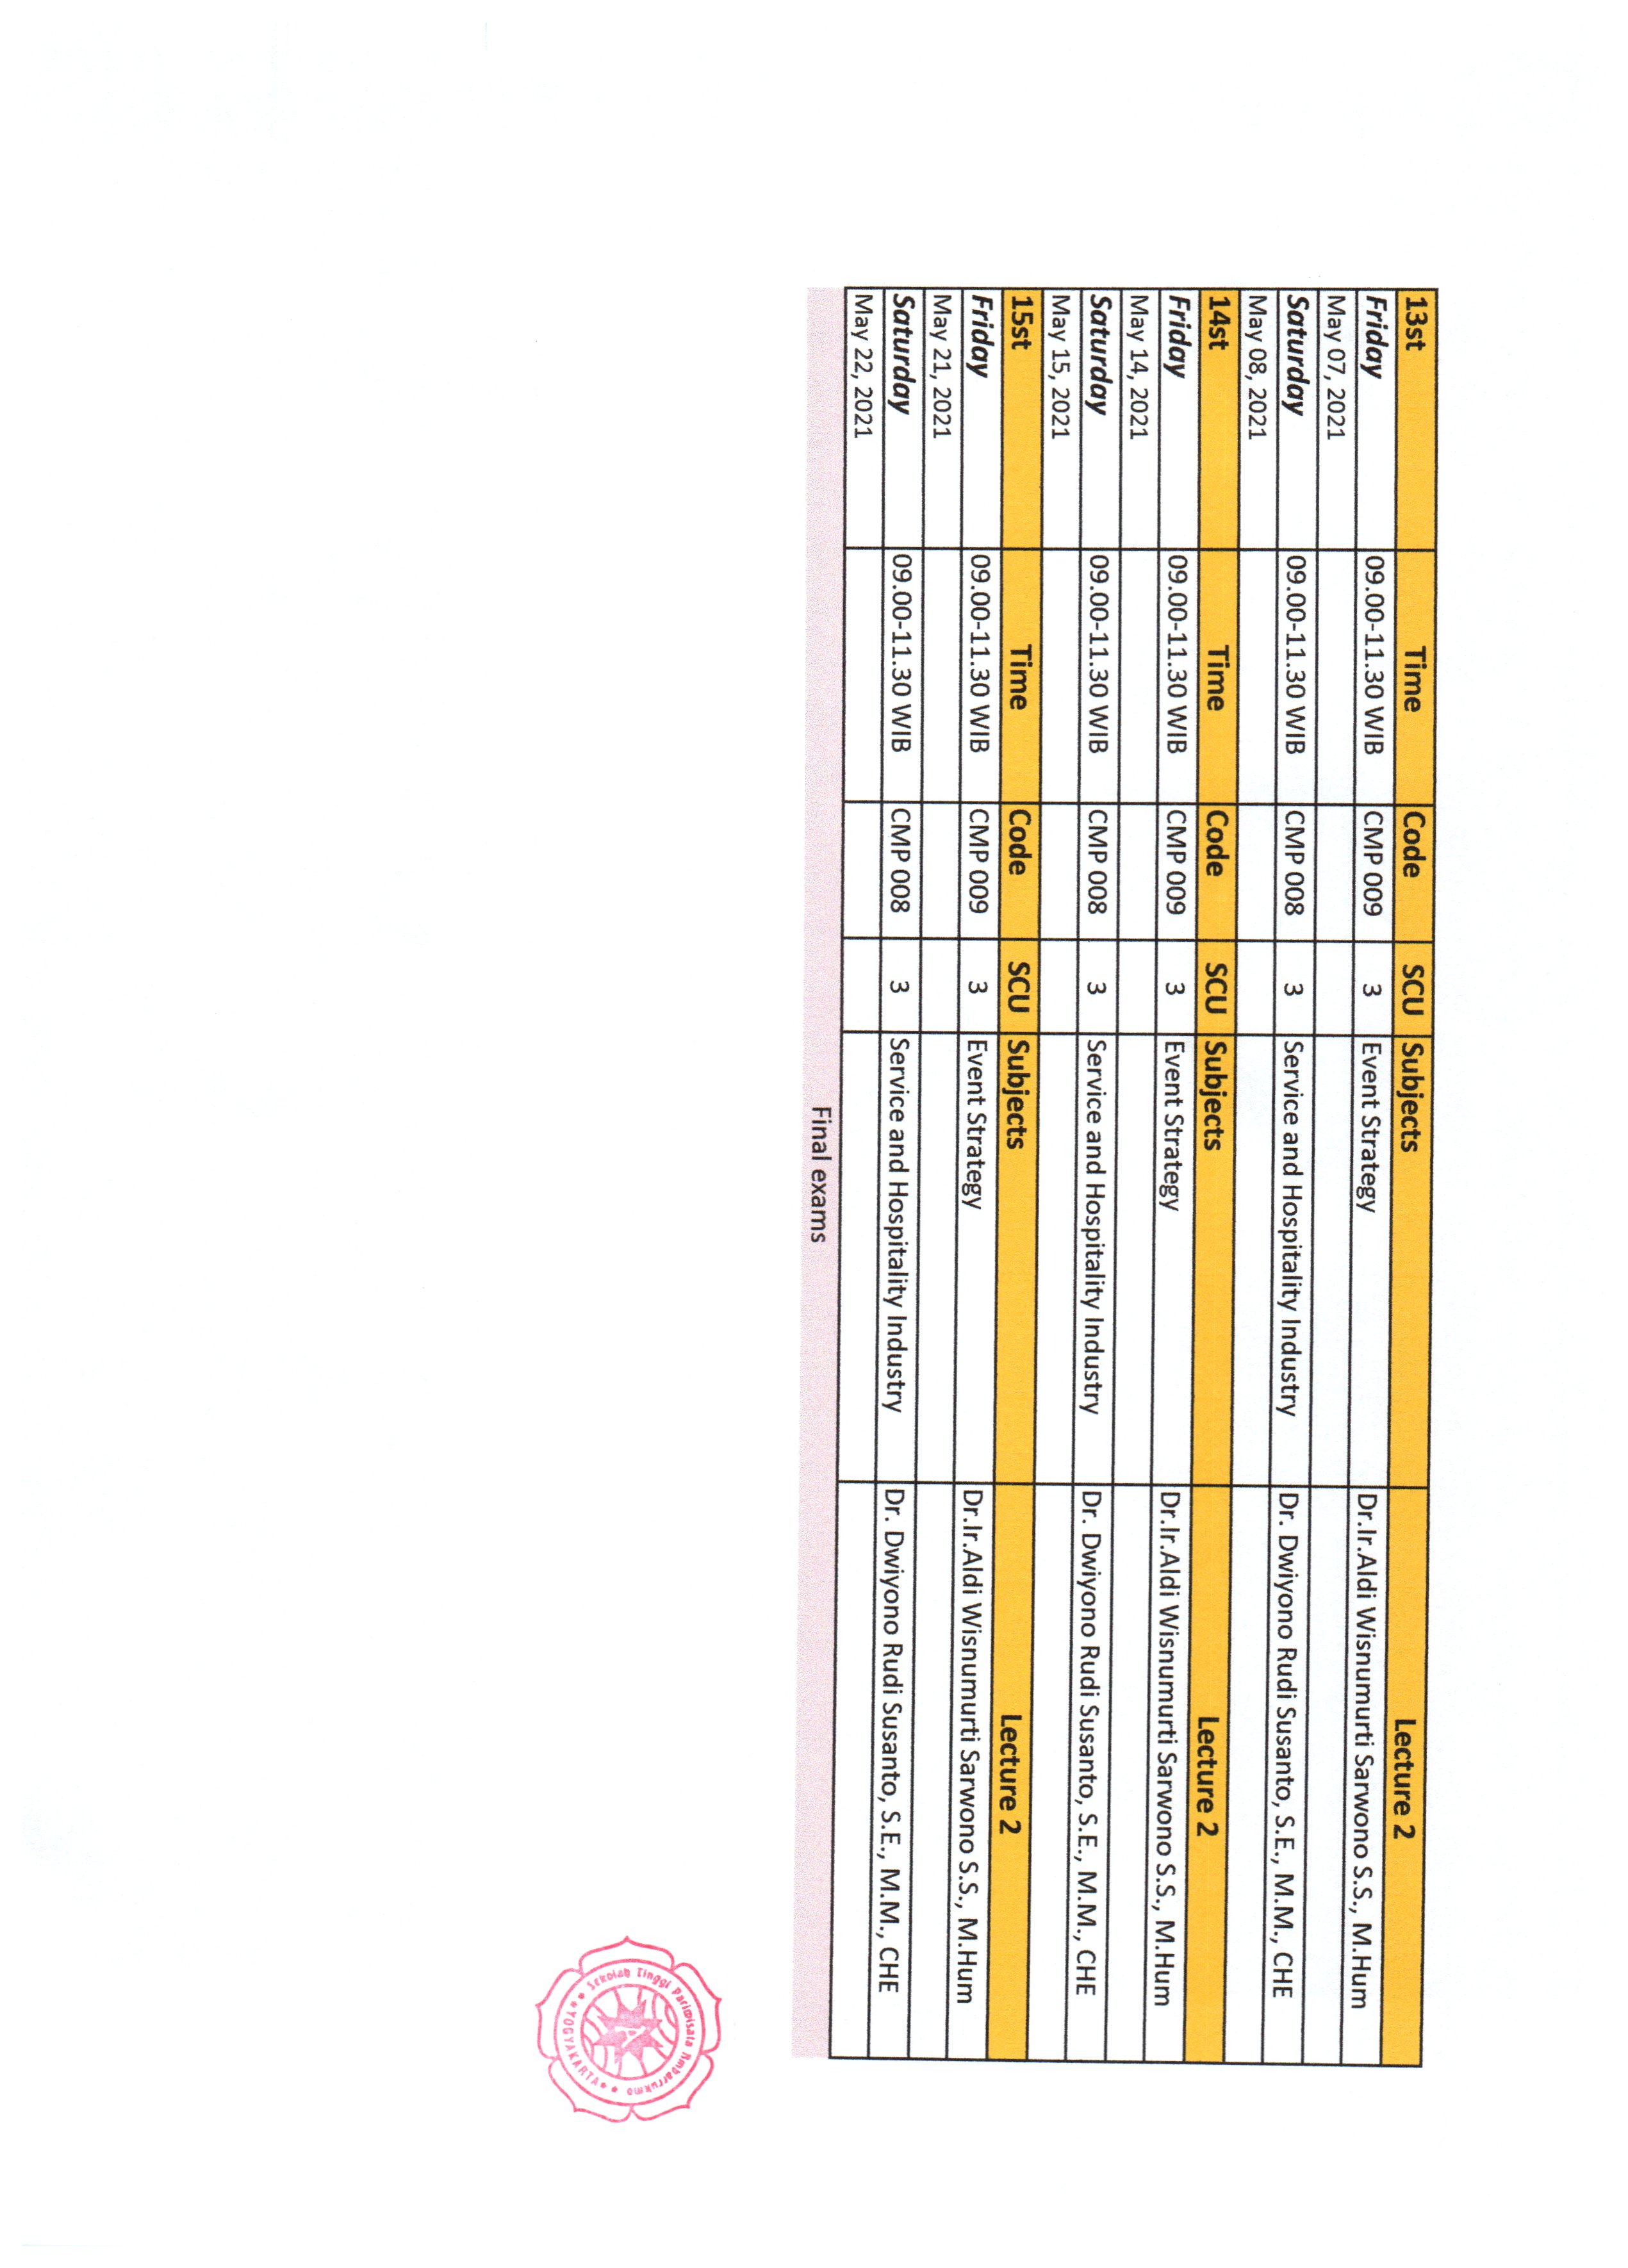 13st Time Code SCU Subjects Lecture 2
Friday 09.00-11.30 WIB CMP 009 3 Event Strategy Dr.Ir.Aldi Wisnumurti Sarwono S.S., M.Hum
May 07, 2021
Saturday 09.00-11.30 WIB CMP 008 3 Service and Hospitality Industry Dr. Dwiyono Rudi Susanto, S.E., M.M., CHE
May 08, 2021
14st Time Code SCU Subjects Lecture 2
Friday 09.00-11.30 WIB CMP 009 3 Event Strategy Dr.Ir.Aldi Wisnumurti Sarwono S.S., M.Hum
May 14, 2021
Saturday 09.00-11.30 WIB CMP 008 3 Service and Hospitality Industry Dr. Dwiyono Rudi Susanto, S.E., M.M., CHE
May 15, 2021
15st Time Code SCU Subjects Lecture 2
Friday 09.00-11.30 WIB CMP 009 3 Event Strategy Dr.Ir.Aldi Wisnumurti Sarwono S.S., M.Hum
May 21, 2021
Saturday 09.00-11.30 WIB CMP 008 3 Service and Hospitality Industry Dr. Dwiyono Rudi Susanto, S.E., M.M., CHE
May 22, 2021
Final exams
Sekolah Tinggi Pariwisata Ambarrukmo
A
YOGYAKARTA